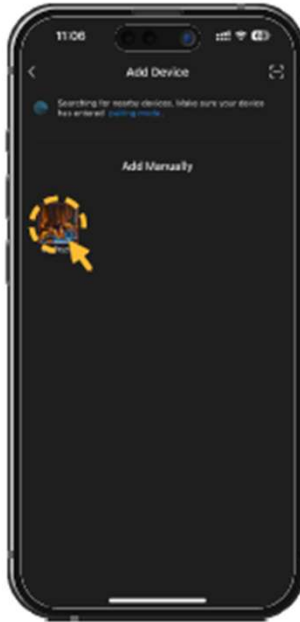 11:06
Add Device
Searching for nearby devices. Make sure your device
has entered pairing mode.
Add Manually